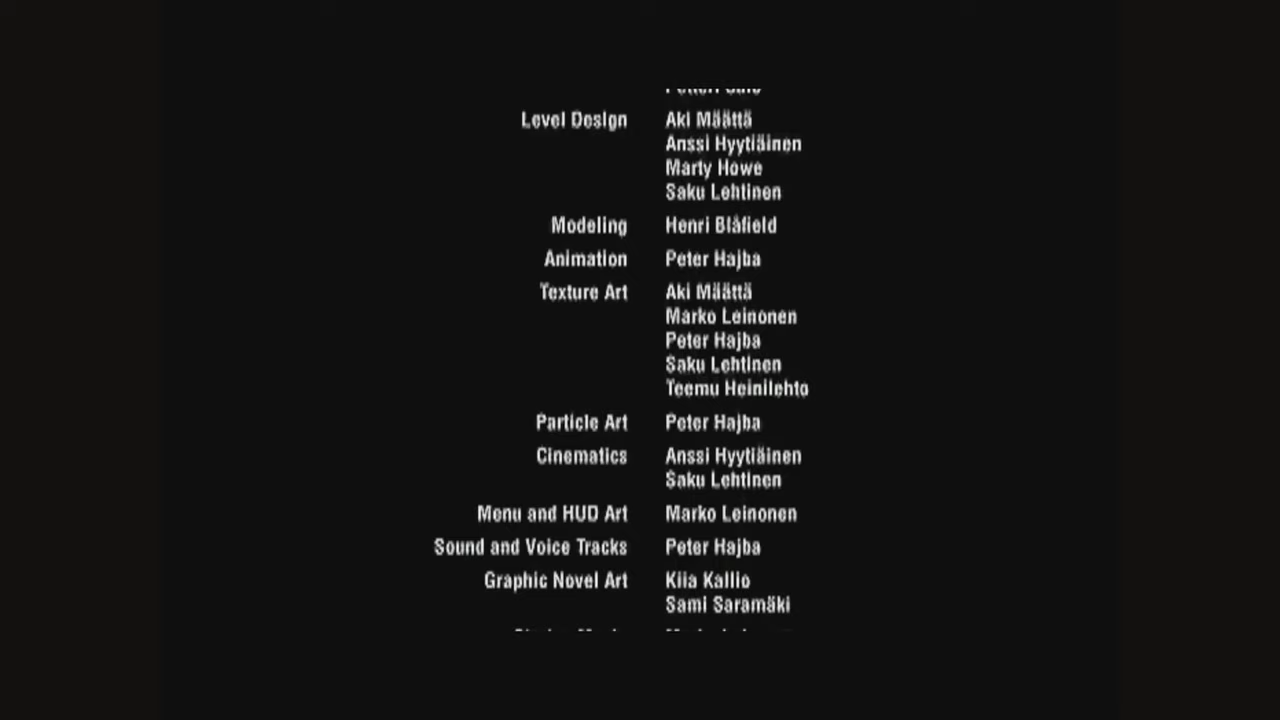 Level Design Aki Määttä
Anssi Hyytiäinen
Marty Howe
Saku Lehtinen
Modeling Henri Blåfield
Animation Peter Hajba
Texture Art Aki Määttä
Marko Leinonen
Peter Hajba
Saku Lehtinen
Teemu Heinilehto
Particle Art Peter Hajba
Cinematics Anssi Hyytiäinen
Saku Lehtinen
Menu and HUD Art Marko Leinonen
Sound and Voice Tracks Peter Hajba
Graphic Novel Art Kiia Kallio
Sami Saramäki